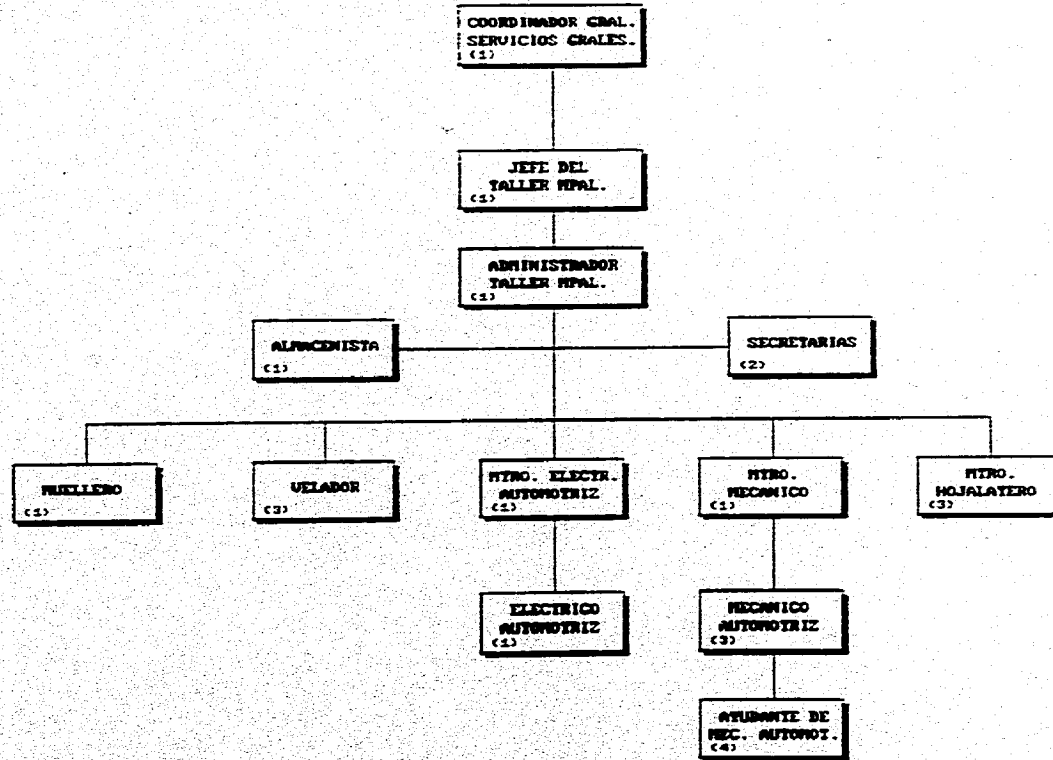 COORDINADOR GRAL.
SERVICIOS GRALES.
(1)
JEFE DEL
TALLER MPAL.
(1)
ADMINISTRADOR
TALLER MPAL.
(1)
ALMACENISTA
(1)
SECRETARIAS
(2)
MUELLERO
(1)
VELADOR
(3)
MTRO. ELECTR.
AUTOMOTRIZ
(1)
MTRO.
MECANICO
(1)
MTRO.
HOJALATERO
(3)
ELECTRICO
AUTOMOTRIZ
(1)
MECANICO
AUTOMOTRIZ
(3)
AYUDANTE DE
MEC. AUTOMOT.
(4)